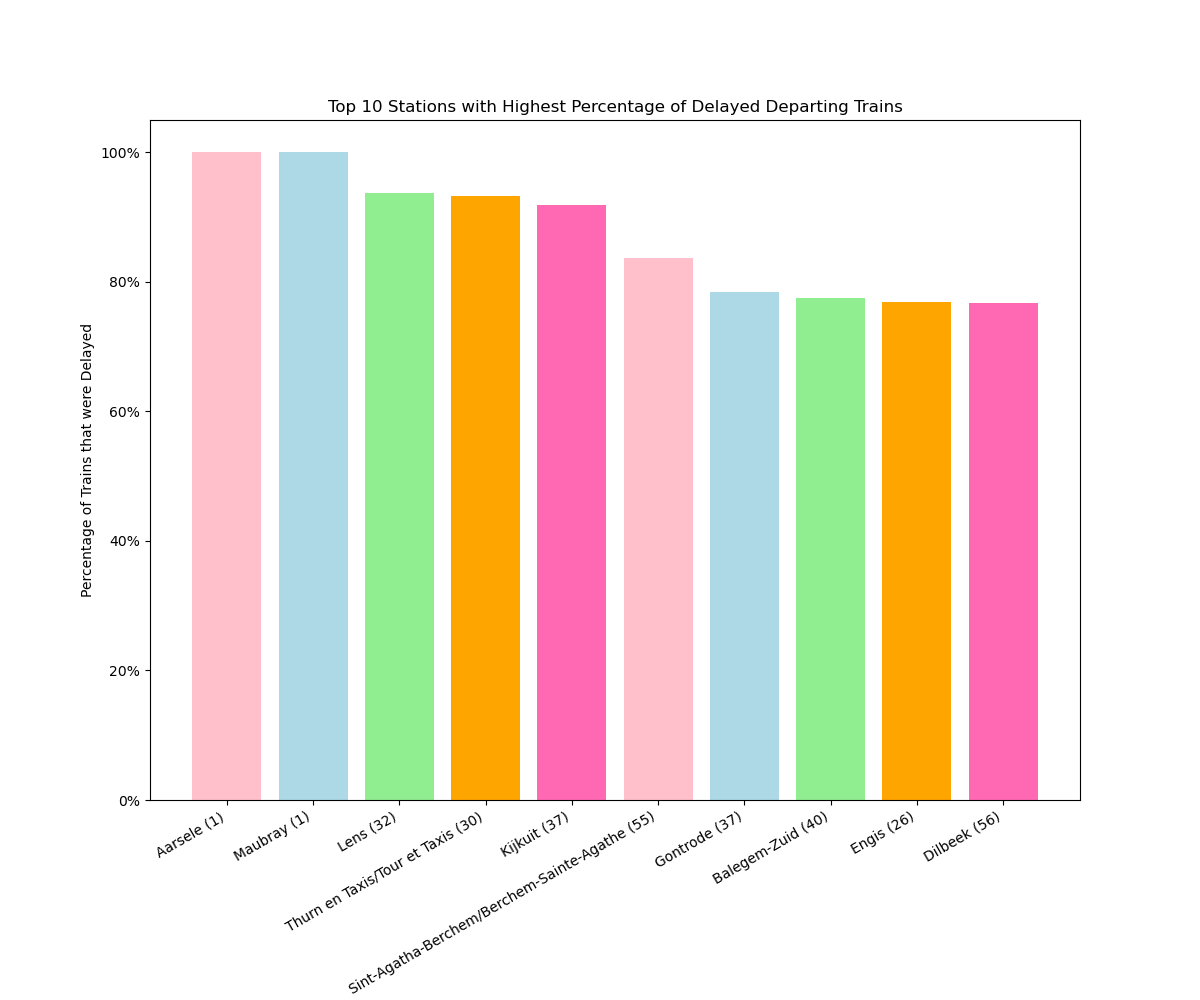 Top 10 Stations with Highest Percentage of Delayed Departing Trains
Percentage of Trains that were Delayed
100%
80%
60%
40%
20%
0%
Aarsele (1)
Maubray (1)
Lens (32)
Thurn en Taxis/Tour et Taxis (30)
Kijkuit (37)
Sint-Agatha-Berchem/Berchem-Sainte-Agathe (55)
Gontrode (37)
Balegem-Zuid (40)
Engis (26)
Dilbeek (56)